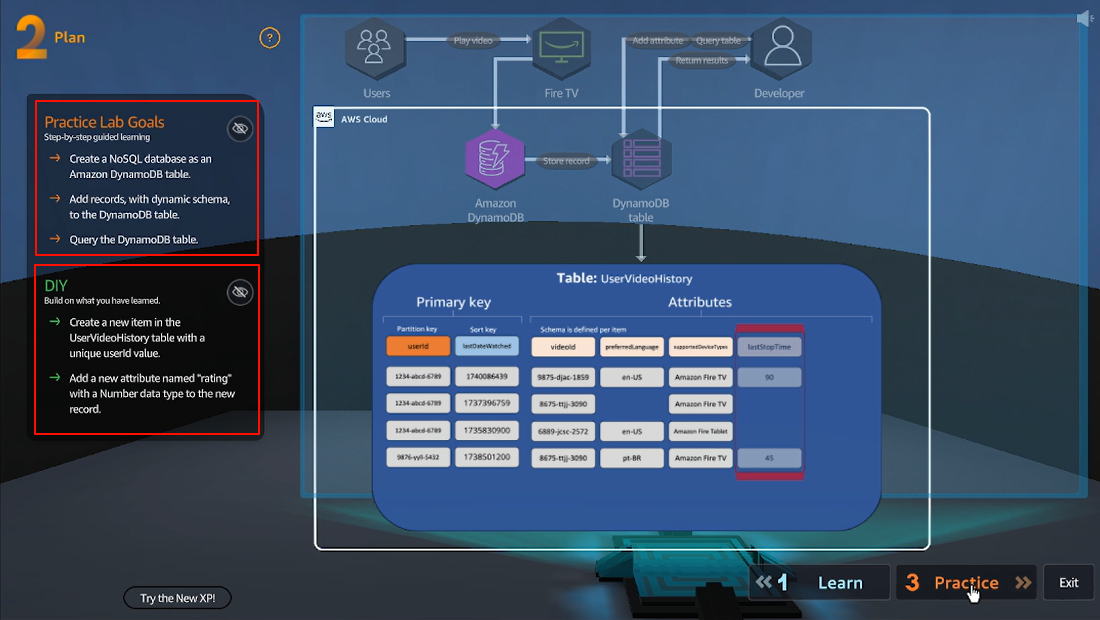 2 Plan
?
Practice Lab Goals
Step-by-step guided learning
Create a NoSQL database as an
Amazon DynamoDB table.
Add records, with dynamic schema,
to the DynamoDB table.
Query the DynamoDB table.
DIY
Build on what you have learned.
Create a new item in the
UserVideoHistory table with a
unique userId value.
Add a new attribute named "rating"
with a Number data type to the new
record.
Try the New XP!
Play video
Add attribute
Query table
Return results
Users
Fire TV
Developer
aws
AWS Cloud
Store record
Amazon
DynamoDB
DynamoDB
table
Table: UserVideoHistory
Primary key
Attributes
Partition key
Sort key
Schema is defined per item
userId
lastDateWatched
videoId
preferredLanguage
supportedDeviceTypes
lastStopTime
1234-abcd-6789
1740086439
9875-djac-1859
en-US
Amazon Fire TV
90
1234-abcd-6789
1737396759
8675-ttjj-3090
Amazon Fire TV
1234-abcd-6789
1735830900
6889-jcsc-2572
en-US
Amazon Fire Tablet
9876-yyll-5432
1738501200
8675-ttjj-3090
pt-BR
Amazon Fire TV
45
1 Learn
3 Practice
Exit